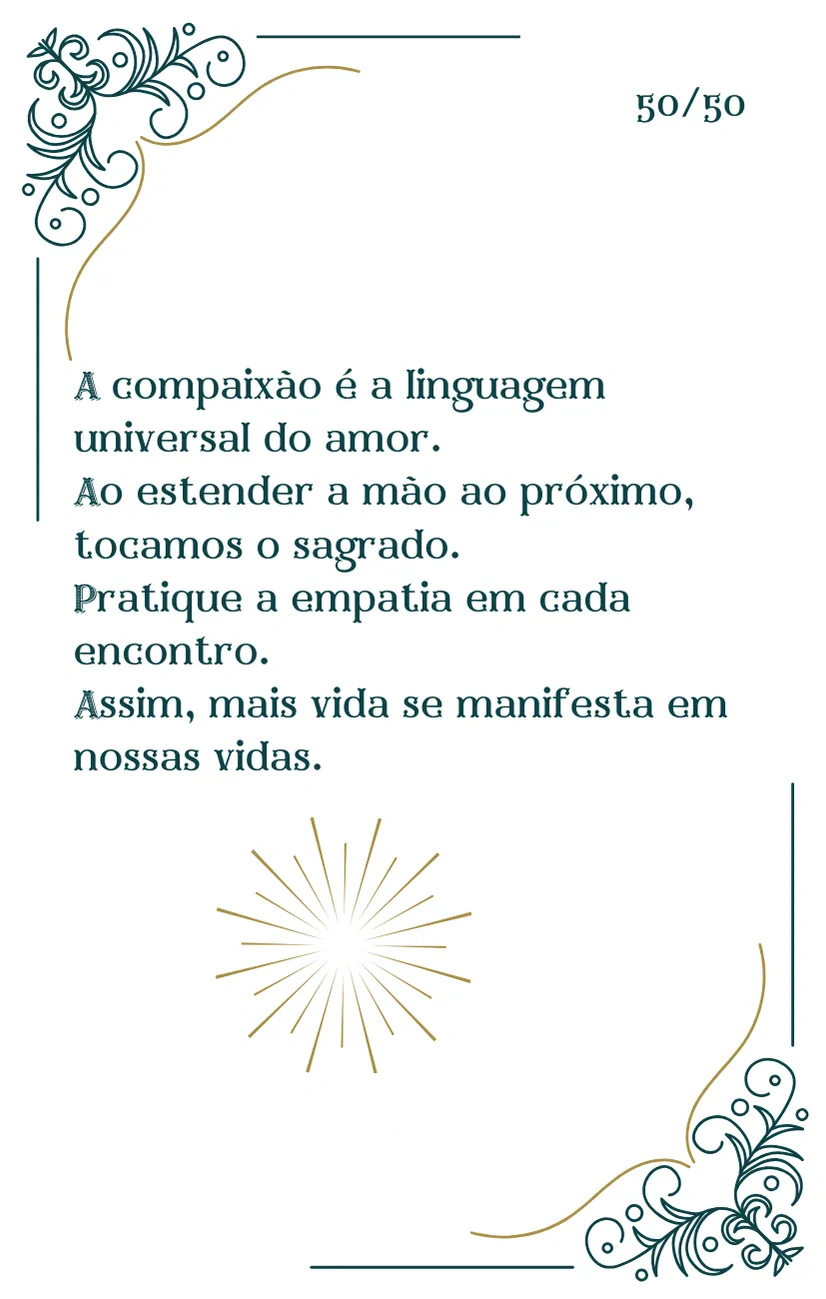 50/50
A compaixão é a linguagem
universal do amor.
Ao estender a mão ao próximo,
tocamos o sagrado.
Pratique a empatia em cada
encontro.
Assim, mais vida se manifesta em
nossas vidas.